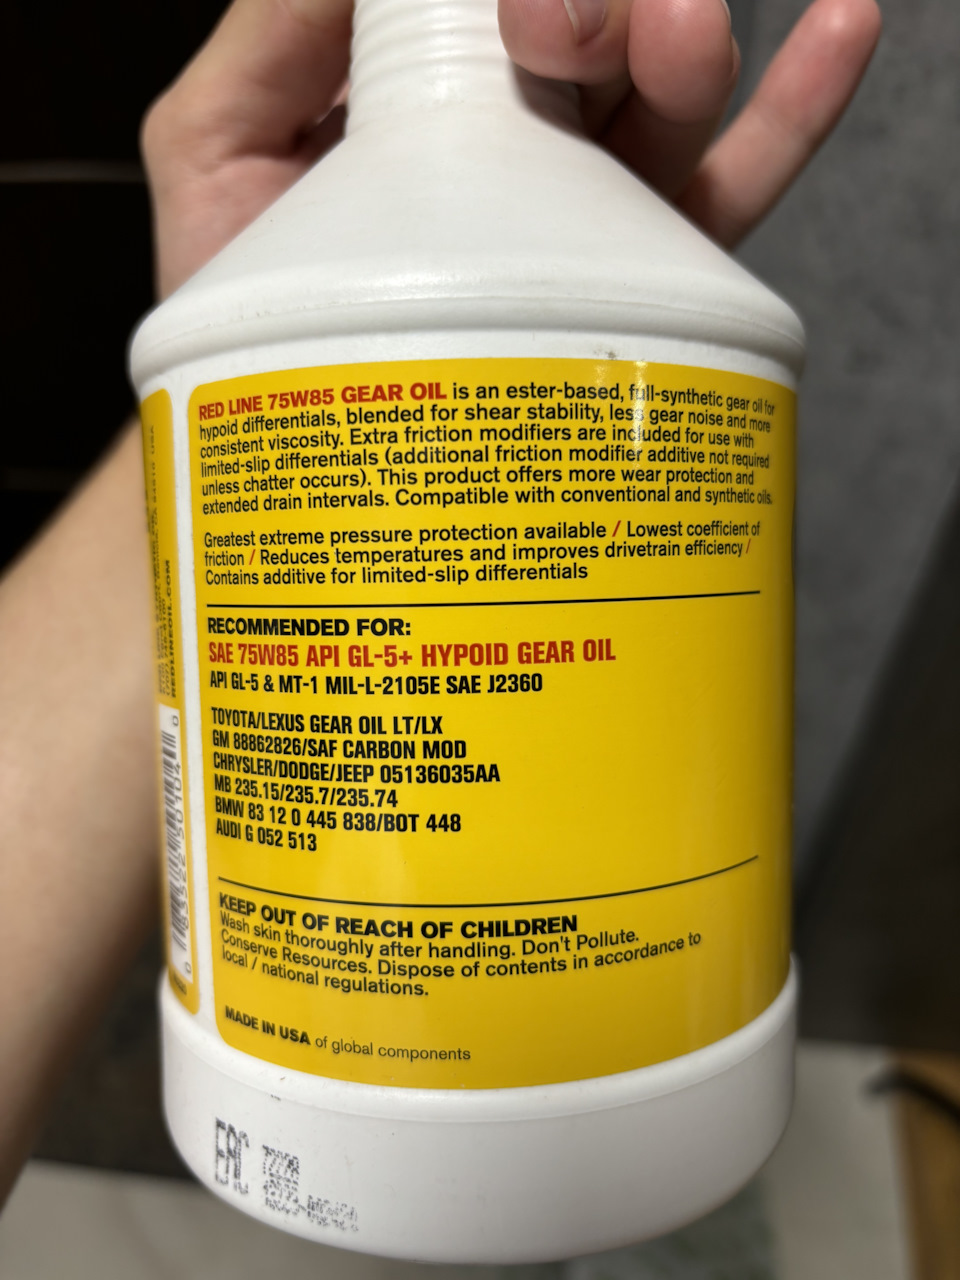 RED LINE 75W85 GEAR OIL is an ester-based, full-synthetic gear oil for
hypoid differentials, blended for shear stability, less gear noise and more
consistent viscosity. Extra friction modifiers are included for use with
limited-slip differentials (additional friction modifier additive not required
unless chatter occurs). This product offers more wear protection and
extended drain intervals. Compatible with conventional and synthetic oils.
Greatest extreme pressure protection available / Lowest coefficient of
friction / Reduces temperatures and improves drivetrain efficiency /
Contains additive for limited-slip differentials
RECOMMENDED FOR:
SAE 75W85 API GL-5+ HYPOID GEAR OIL
API GL-5 & MT-1 MIL-L-2105E SAE J2360
TOYOTA/LEXUS GEAR OIL LT/LX
GM 88862826/SAF CARBON MOD
CHRYSLER/DODGE/JEEP 05136035AA
MB 235.15/235.7/235.74
BMW 83 12 0 445 838/BOT 448
AUDI G 052 513
KEEP OUT OF REACH OF CHILDREN
Wash skin thoroughly after handling. Don't Pollute.
Conserve Resources. Dispose of contents in accordance to
local / national regulations.
MADE IN USA of global components
REDLINEOIL.COM
EAC